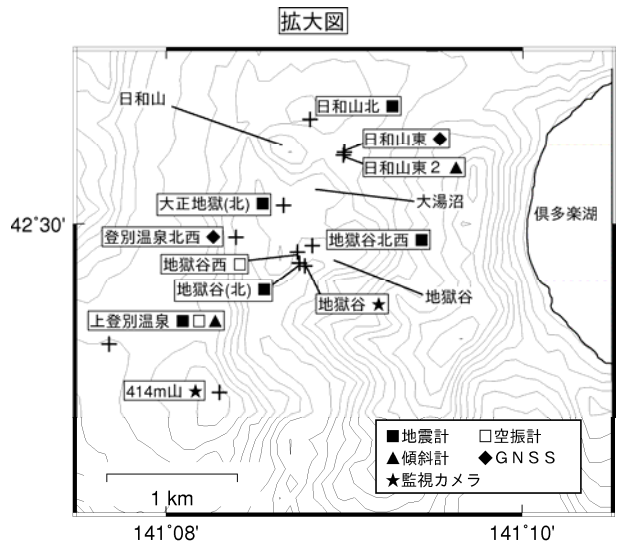 拡大図
日和山
日和山北 ■
日和山東 ◆
日和山東２ ▲
大正地獄(北) ■
大湯沼
倶多楽湖
42˚30'
登別温泉北西 ◆
地獄谷北西 ■
地獄谷西 □
地獄谷(北) ■
地獄谷 ★
地獄谷
上登別温泉 ■□▲
414m山 ★
■地震計 □空振計
▲傾斜計 ◆ＧＮＳＳ
★監視カメラ
1 km
141˚08' 141˚10'